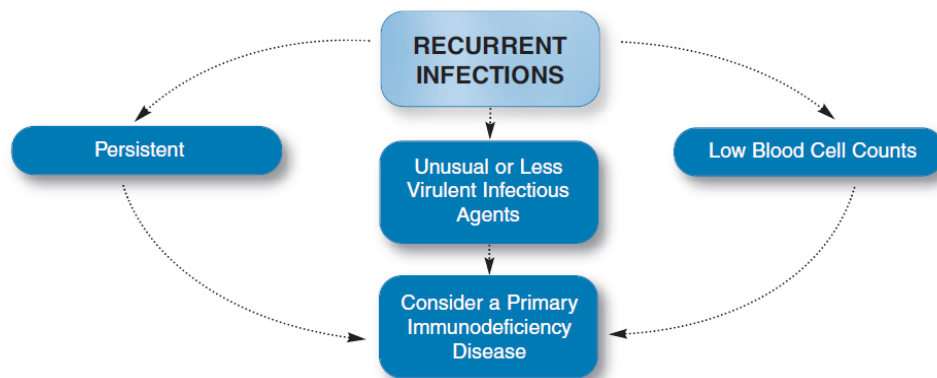 RECURRENT
INFECTIONS
Persistent
Unusual or Less
Virulent Infectious
Agents
Low Blood Cell Counts
Consider a Primary
Immunodeficiency
Disease